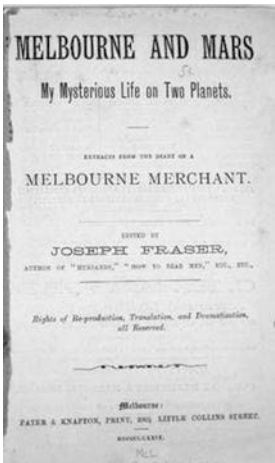 MELBOURNE AND MARS
My Mysterious Life on Two Planets.
EXTRACTS FROM THE DIARY OF A
MELBOURNE MERCHANT.
EDITED BY
JOSEPH FRASER,
AUTHOR OF "HUSBANDS," "HOW TO READ MEN," ETC., ETC.,
Rights of Re-production, Translation, and Dramatisation,
all Reserved.
Melbourne:
PATER & KNAPTON, PRINT, LITTLE COLLINS STREET.
MDCCCLXXXIX.
McL